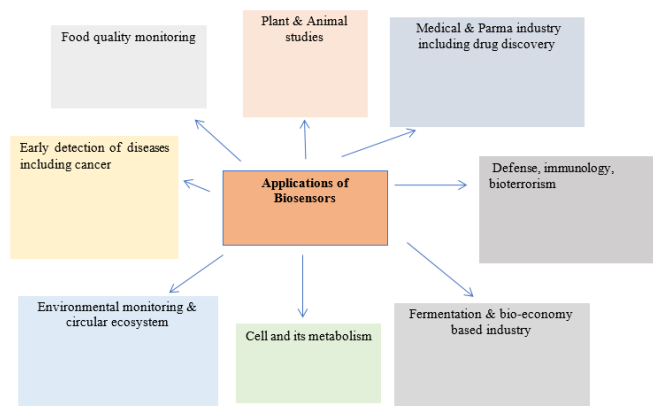 Plant & Animal
studies
Medical & Parma industry
including drug discovery
Food quality monitoring
Early detection of diseases
including cancer
Applications of
Biosensors
Defense, immunology,
bioterrorism
Environmental monitoring &
circular ecosystem
Cell and its metabolism
Fermentation & bio-economy
based industry